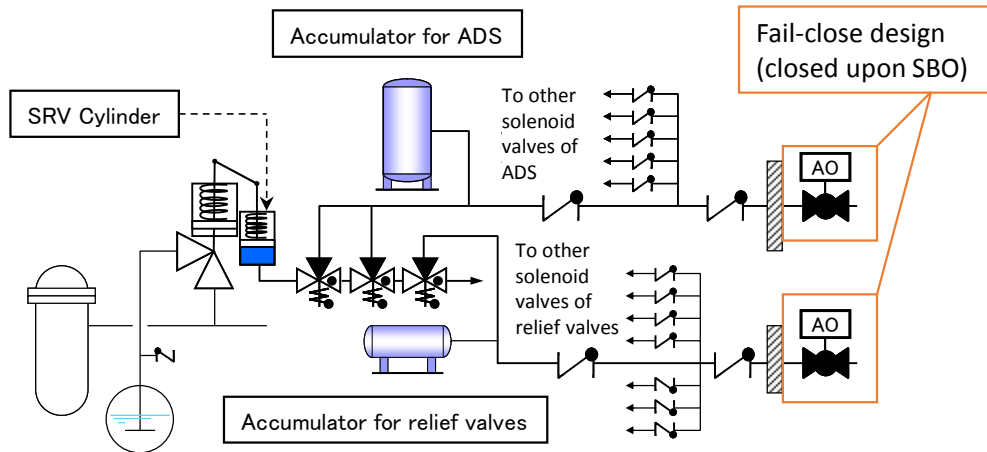 Accumulator for ADS
Fail-close design
(closed upon SBO)
SRV Cylinder
To other
solenoid
valves of
ADS
AO
To other
solenoid
valves of
relief valves
AO
Accumulator for relief valves